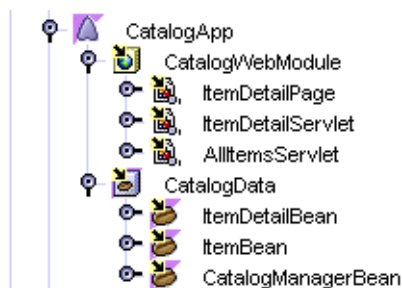 CatalogApp
CatalogWebModule
ItemDetailPage
ItemDetailServlet
AllItemsServlet
CatalogData
ItemDetailBean
ItemBean
CatalogManagerBean